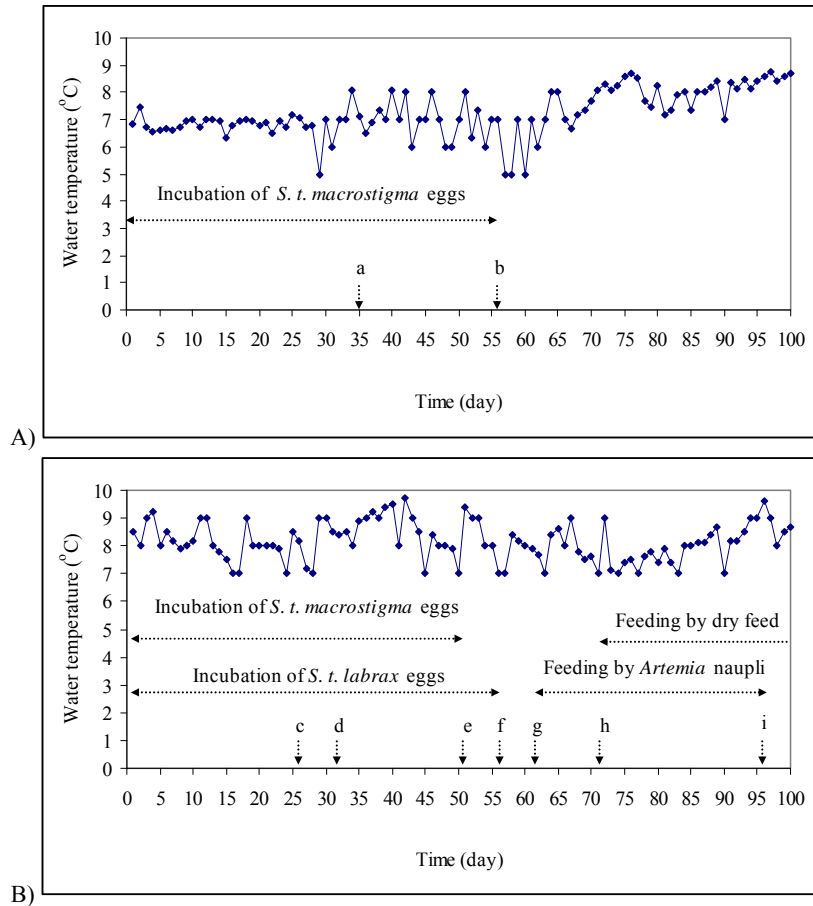 10
9
8
7
6
5
4
3
2
1
0
Water temperature (°C)
Incubation of S. t. macrostigma eggs
a
b
0 5 10 15 20 25 30 35 40 45 50 55 60 65 70 75 80 85 90 95 100
Time (day)
A)
10
9
8
7
6
5
4
3
2
1
0
Water temperature (°C)
Incubation of S. t. macrostigma eggs
Feeding by dry feed
Incubation of S. t. labrax eggs
Feeding by Artemia naupli
c d e f g h i
0 5 10 15 20 25 30 35 40 45 50 55 60 65 70 75 80 85 90 95 100
Time (day)
B)